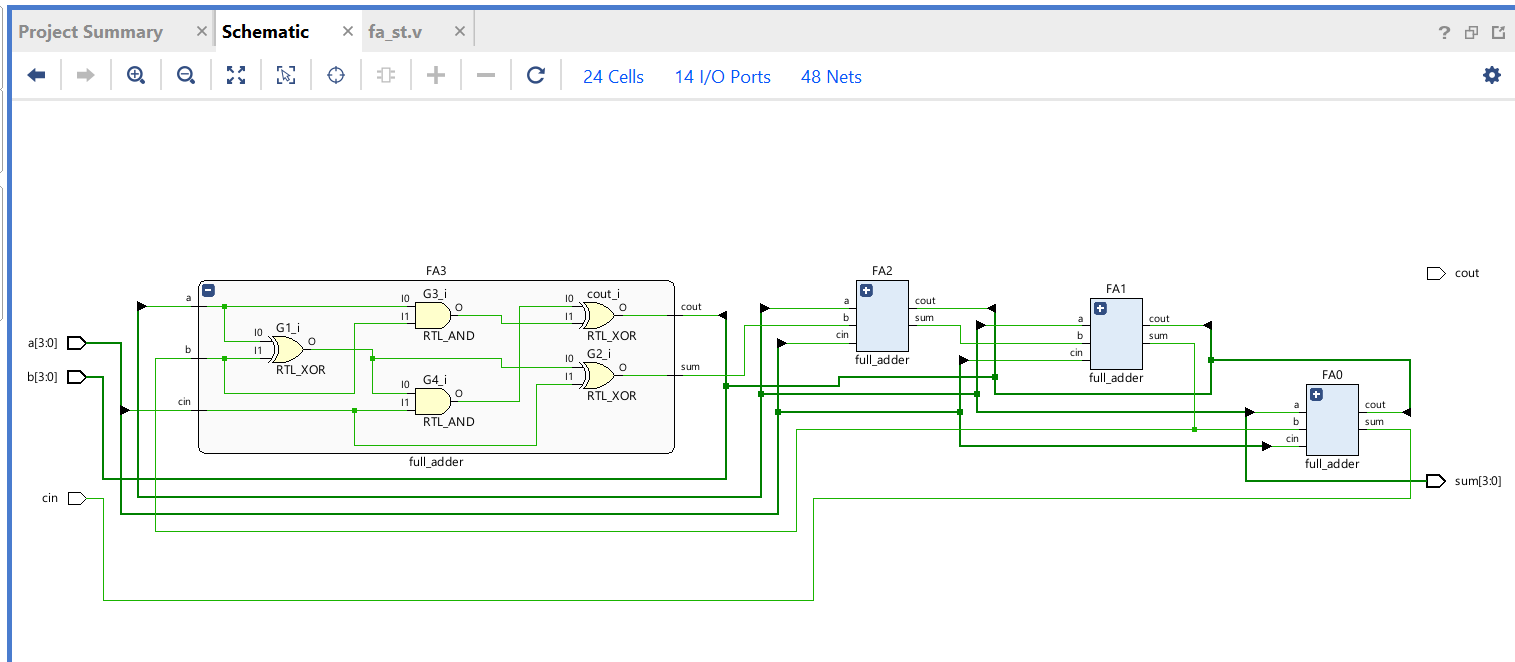 Project Summary × Schematic × fa_st.v ×
?
24 Cells 14 I/O Ports 48 Nets
FA3
FA2
FA1
FA0
a[3:0]
b[3:0]
cin
a
b
cin
G1_i
I0
I1
O
RTL_XOR
G3_i
I0
I1
O
RTL_AND
G4_i
I0
I1
O
RTL_AND
cout_i
I0
I1
O
RTL_XOR
G2_i
I0
I1
O
RTL_XOR
cout
sum
full_adder
a
b
cin
cout
sum
full_adder
a
b
cin
cout
sum
full_adder
a
b
cin
cout
sum
full_adder
cout
sum[3:0]